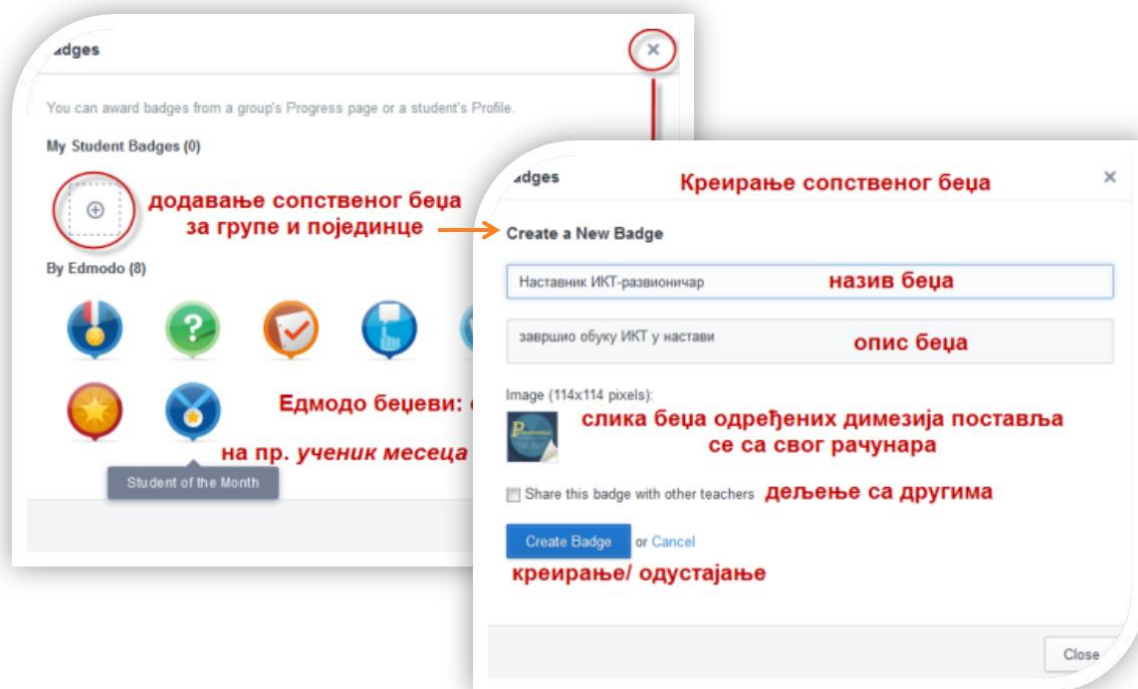 adges
You can award badges from a group's Progress page or a student's Profile.
My Student Badges (0)
додавање сопственог беџа
за групе и појединце
By Edmodo (8)
Едмодо беџеви:
на пр. ученик месеца
Student of the Month
adges
Креирање сопственог беџа
Create a New Badge
Наставник ИКТ-развионичар
назив беџа
завршио обуку ИКТ у настави
опис беџа
Image (114x114 pixels):
слика беџа одређених димезија поставља
се са свог рачунара
Share this badge with other teachers дељење са другима
Create Badge or Cancel
креирање/ одустајање
Close